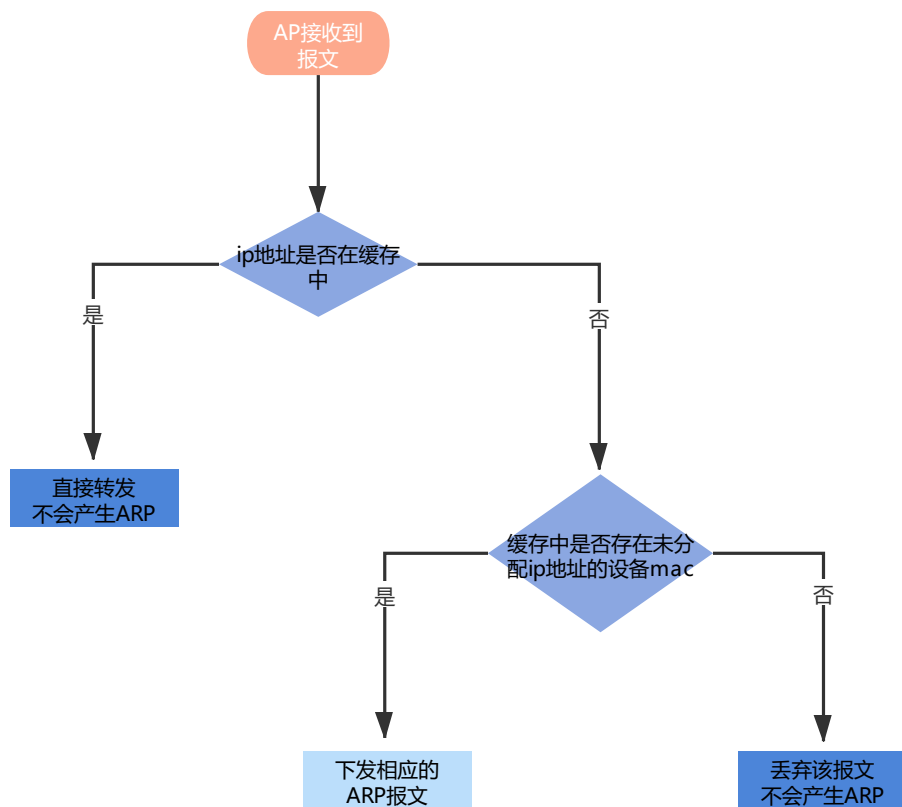 AP接收到
报文
ip地址是否在缓存
中
是
否
直接转发
不会产生ARP
缓存中是否存在未分
配ip地址的设备mac
是
否
下发相应的
ARP报文
丢弃该报文
不会产生ARP